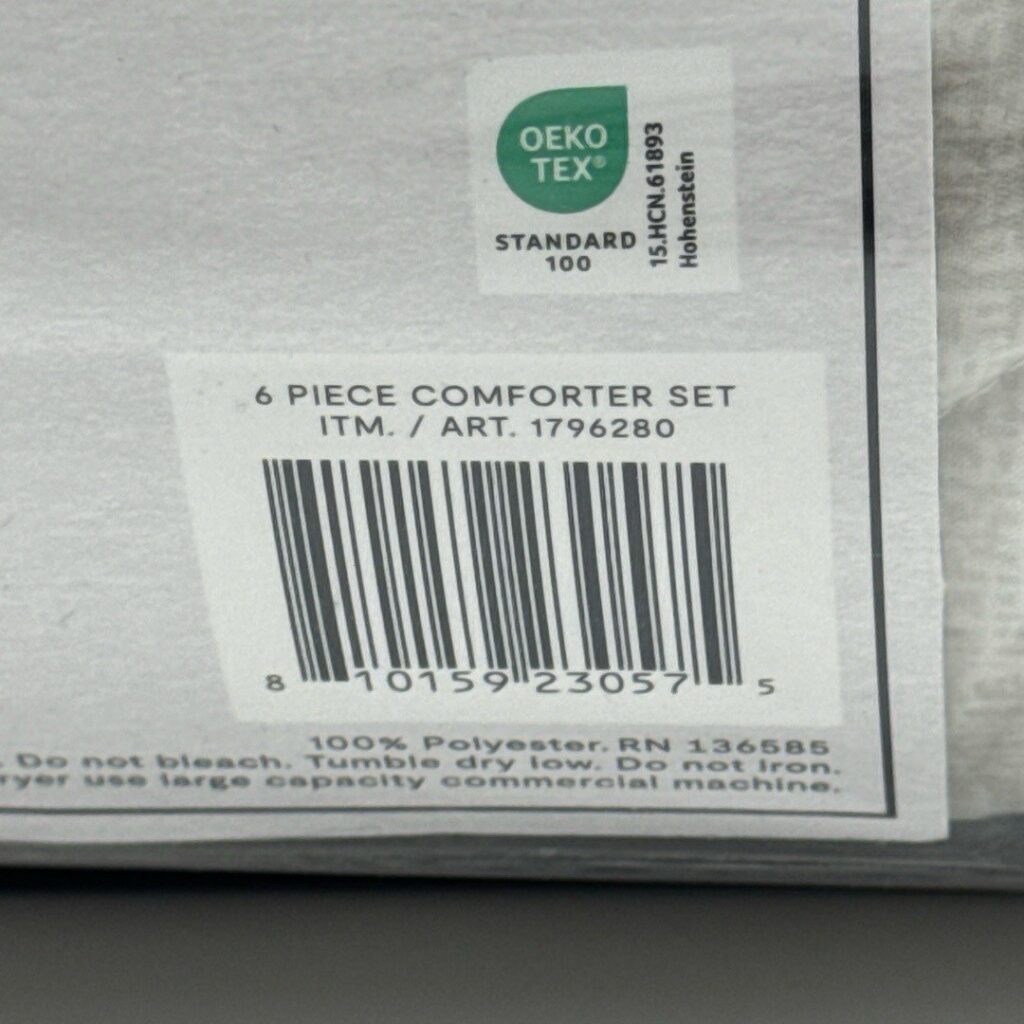 OEKO
TEX®
STANDARD
100
15.HCN.61893
Hohenstein
6 PIECE COMFORTER SET
ITM. / ART. 1796280
8 10159 23057 5
100% Polyester. RN 136585
. Do not bleach. Tumble dry low. Do not iron.
ryer use large capacity commercial machine.